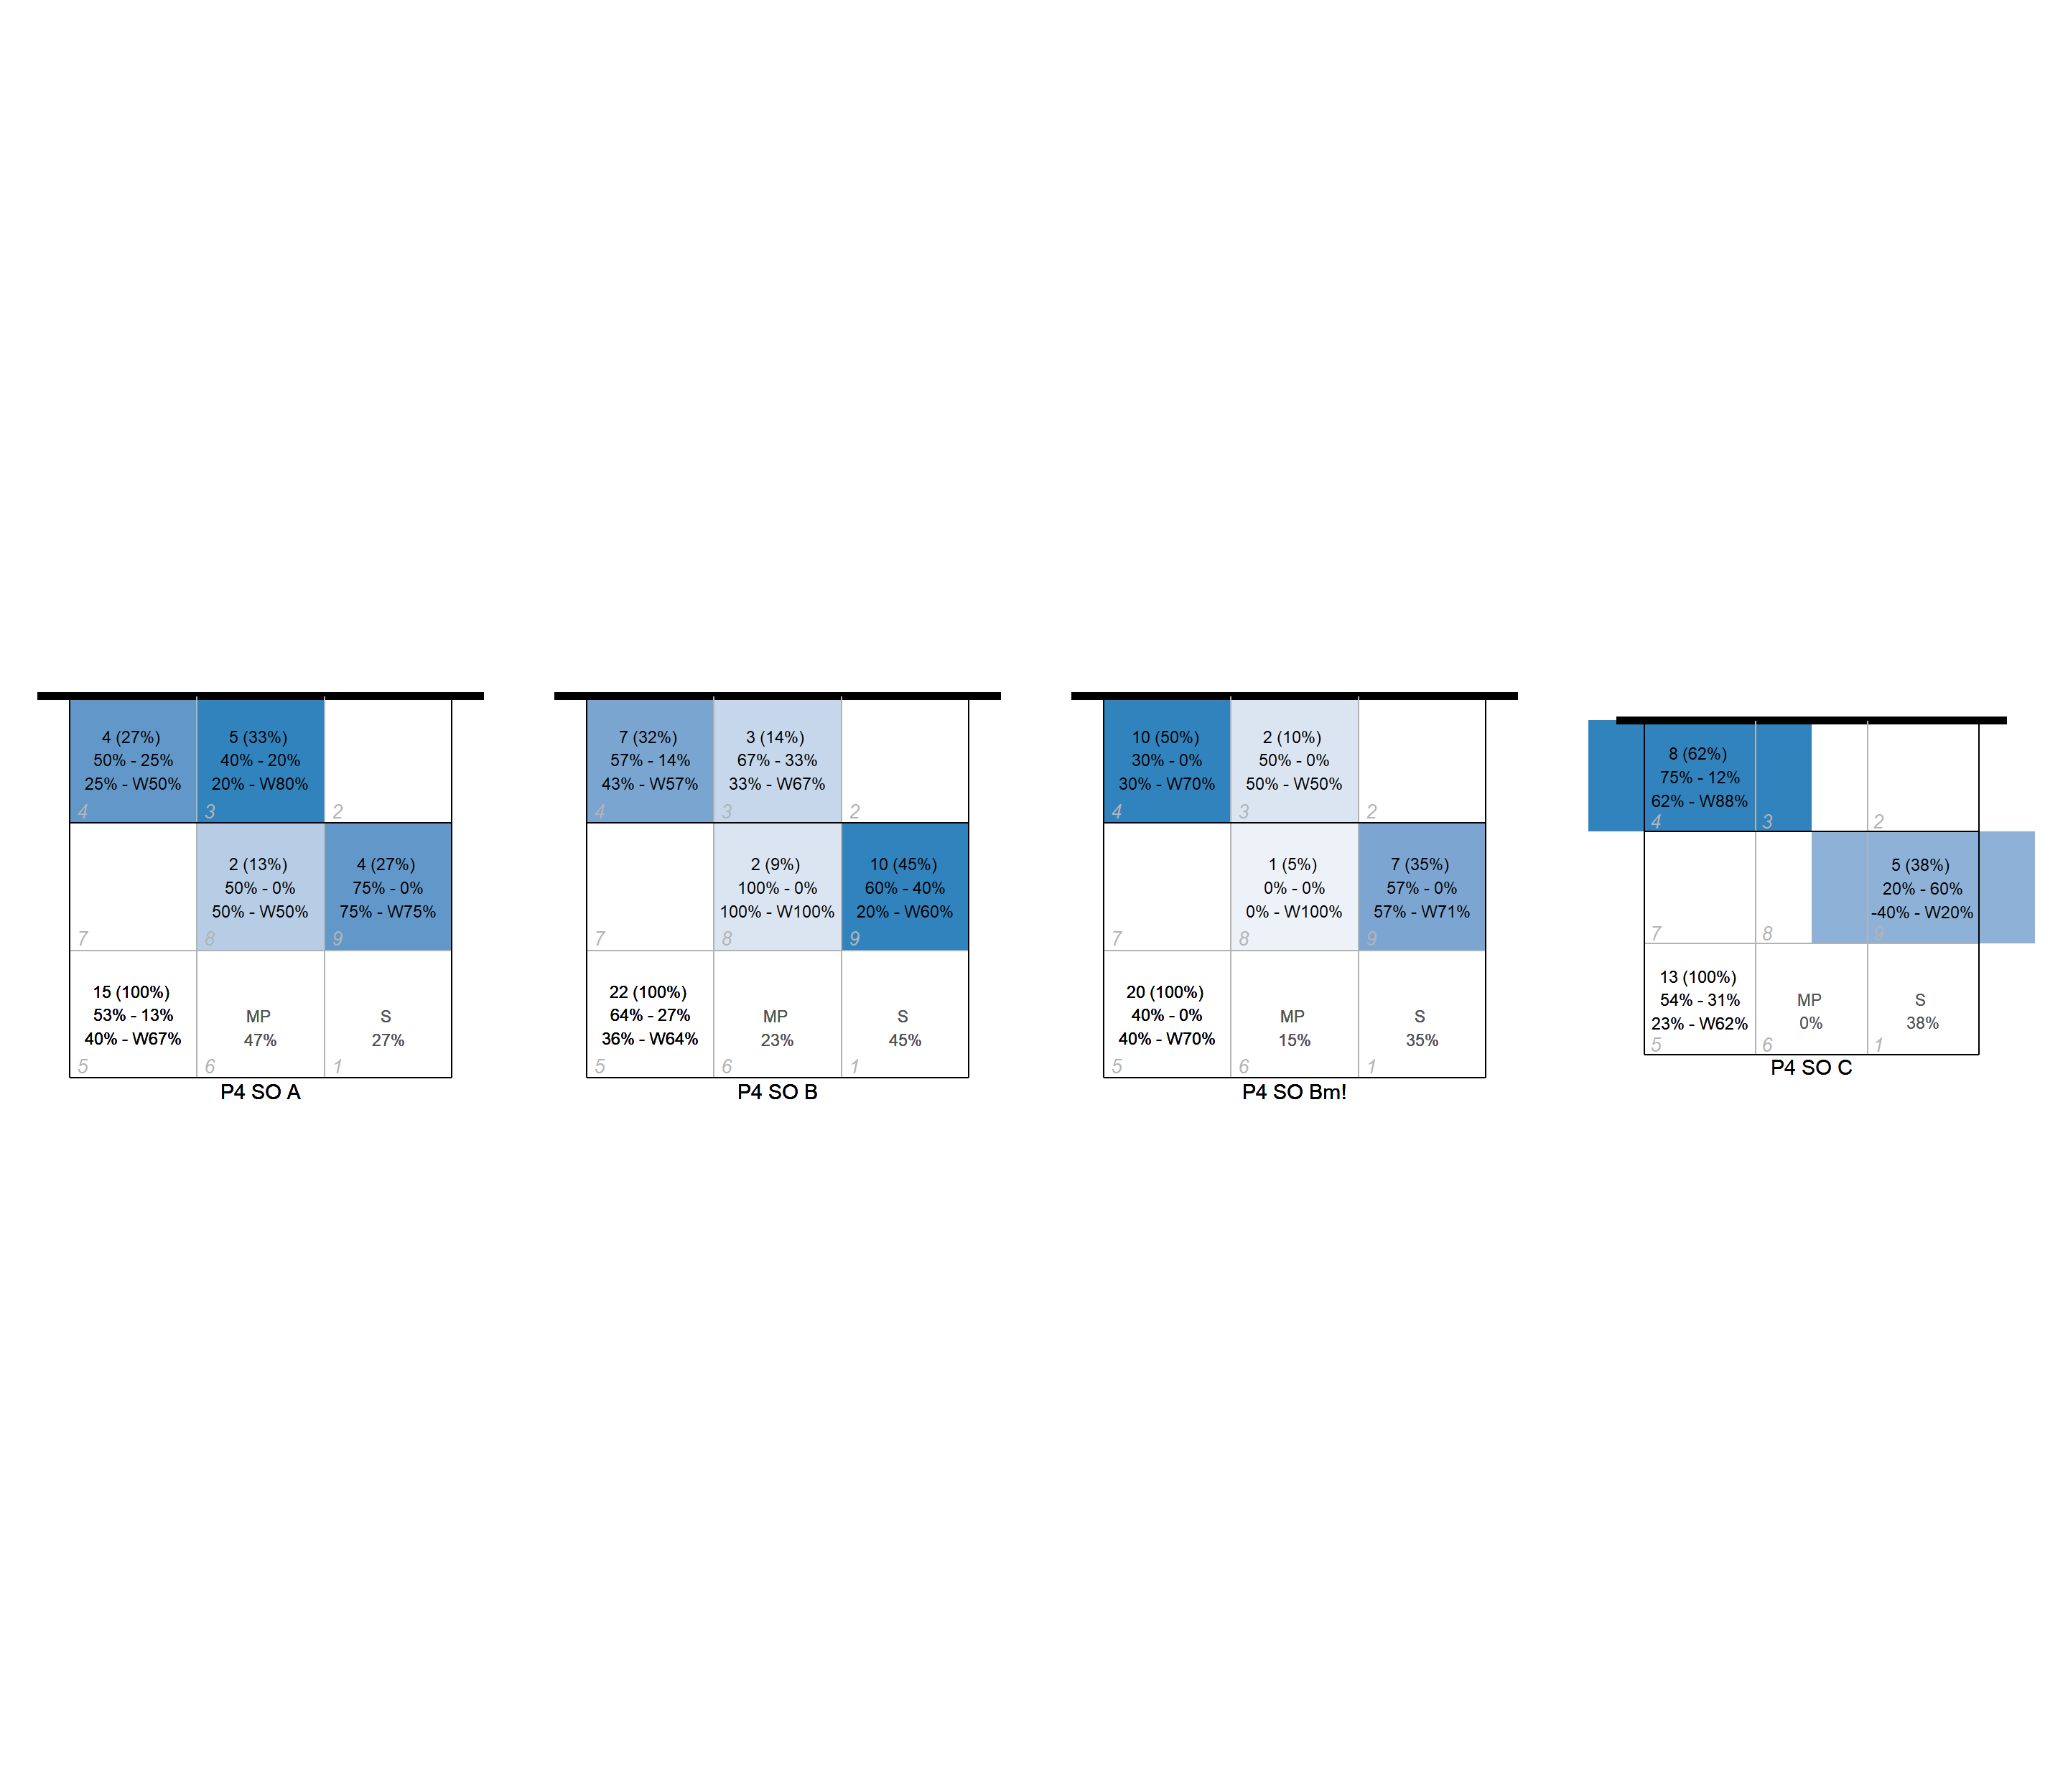 4 (27%)
50% - 25%
25% - W50%
4
5 (33%)
40% - 20%
20% - W80%
3
2
7
2 (13%)
50% - 0%
50% - W50%
8
4 (27%)
75% - 0%
75% - W75%
9
15 (100%)
53% - 13%
40% - W67%
5
MP
47%
6
S
27%
1
P4 SO A
7 (32%)
57% - 14%
43% - W57%
4
3 (14%)
67% - 33%
33% - W67%
3
2
7
2 (9%)
100% - 0%
100% - W100%
8
10 (45%)
60% - 40%
20% - W60%
9
22 (100%)
64% - 27%
36% - W64%
5
MP
23%
6
S
45%
1
P4 SO B
10 (50%)
30% - 0%
30% - W70%
4
2 (10%)
50% - 0%
50% - W50%
3
2
7
1 (5%)
0% - 0%
0% - W100%
8
7 (35%)
57% - 0%
57% - W71%
9
20 (100%)
40% - 0%
40% - W70%
5
MP
15%
6
S
35%
1
P4 SO Bm!
8 (62%)
75% - 12%
62% - W88%
4
3
2
7
8
5 (38%)
20% - 60%
-40% - W20%
9
13 (100%)
54% - 31%
23% - W62%
5
MP
0%
6
S
38%
1
P4 SO C